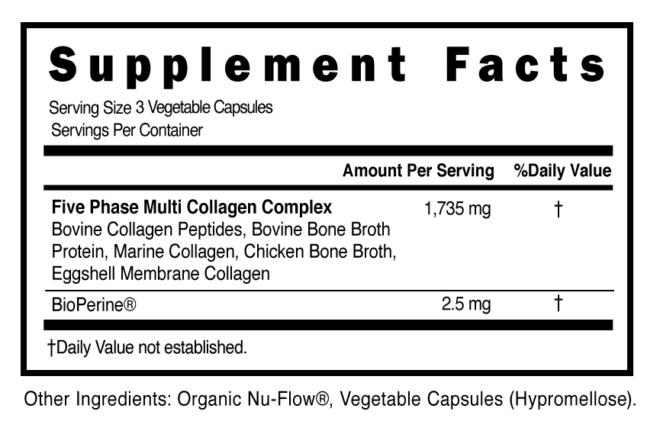 Supplement Facts
Serving Size 3 Vegetable Capsules
Servings Per Container
Amount Per Serving %Daily Value
Five Phase Multi Collagen Complex 1,735 mg †
Bovine Collagen Peptides, Bovine Bone Broth
Protein, Marine Collagen, Chicken Bone Broth,
Eggshell Membrane Collagen
BioPerine® 2.5 mg †
†Daily Value not established.
Other Ingredients: Organic Nu-Flow®, Vegetable Capsules (Hypromellose).